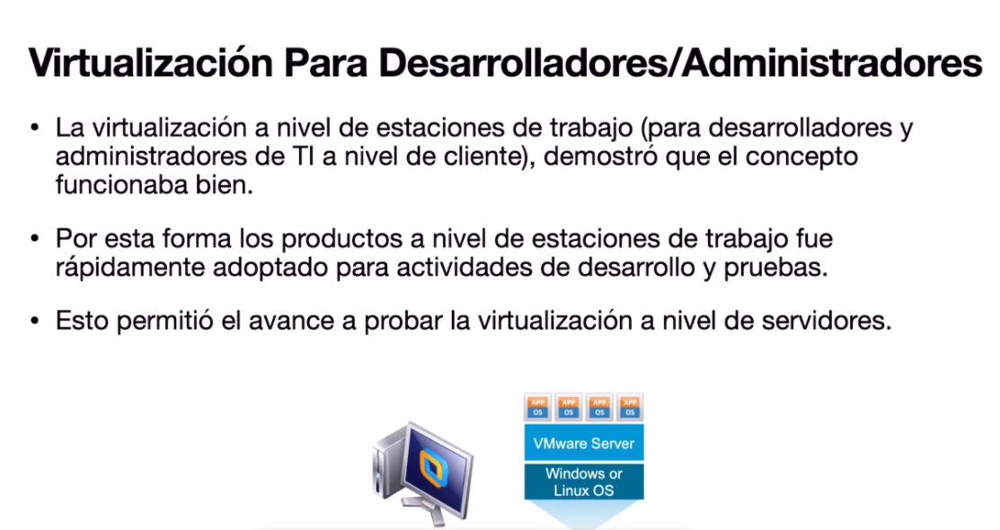 Virtualización Para Desarrolladores/Administradores
• La virtualización a nivel de estaciones de trabajo (para desarrolladores y
administradores de TI a nivel de cliente), demostró que el concepto
funcionaba bien.
• Por esta forma los productos a nivel de estaciones de trabajo fue
rápidamente adoptado para actividades de desarrollo y pruebas.
• Esto permitió el avance a probar la virtualización a nivel de servidores.
APP APP APP APP
OS OS OS OS
VMware Server
Windows or
Linux OS